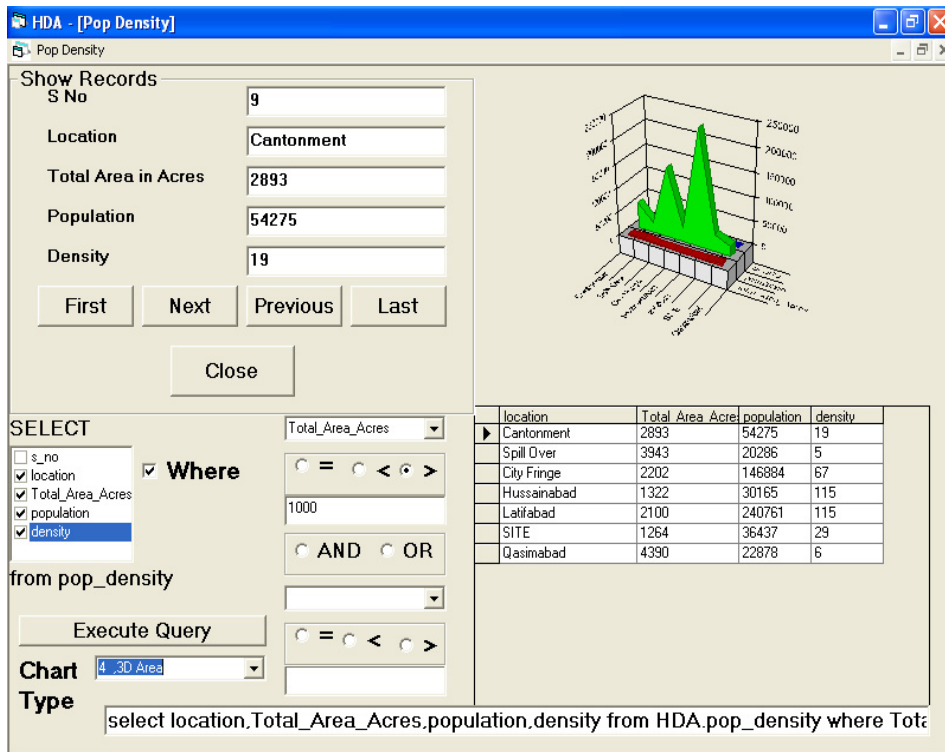 HDA - [Pop Density]
Pop Density
Show Records
S No 9
Location Cantonment
Total Area in Acres 2893
Population 54275
Density 19
First Next Previous Last
Close
250000
200000
150000
100000
50000
0
SELECT
s_no
location
Total_Area_Acres
population
density
Where
Total_Area_Acres
= < >
1000
AND OR
from pop_density
Execute Query
= < >
Chart Type
4 ,3D Area
location Total_Area_Acre population density
Cantonment 2893 54275 19
Spill Over 3943 20286 5
City Fringe 2202 146884 67
Hussainabad 1322 30165 115
Latifabad 2100 240761 115
SITE 1264 36437 29
Qasimabad 4390 22878 6
select location,Total_Area_Acres,population,density from HDA.pop_density where Tota